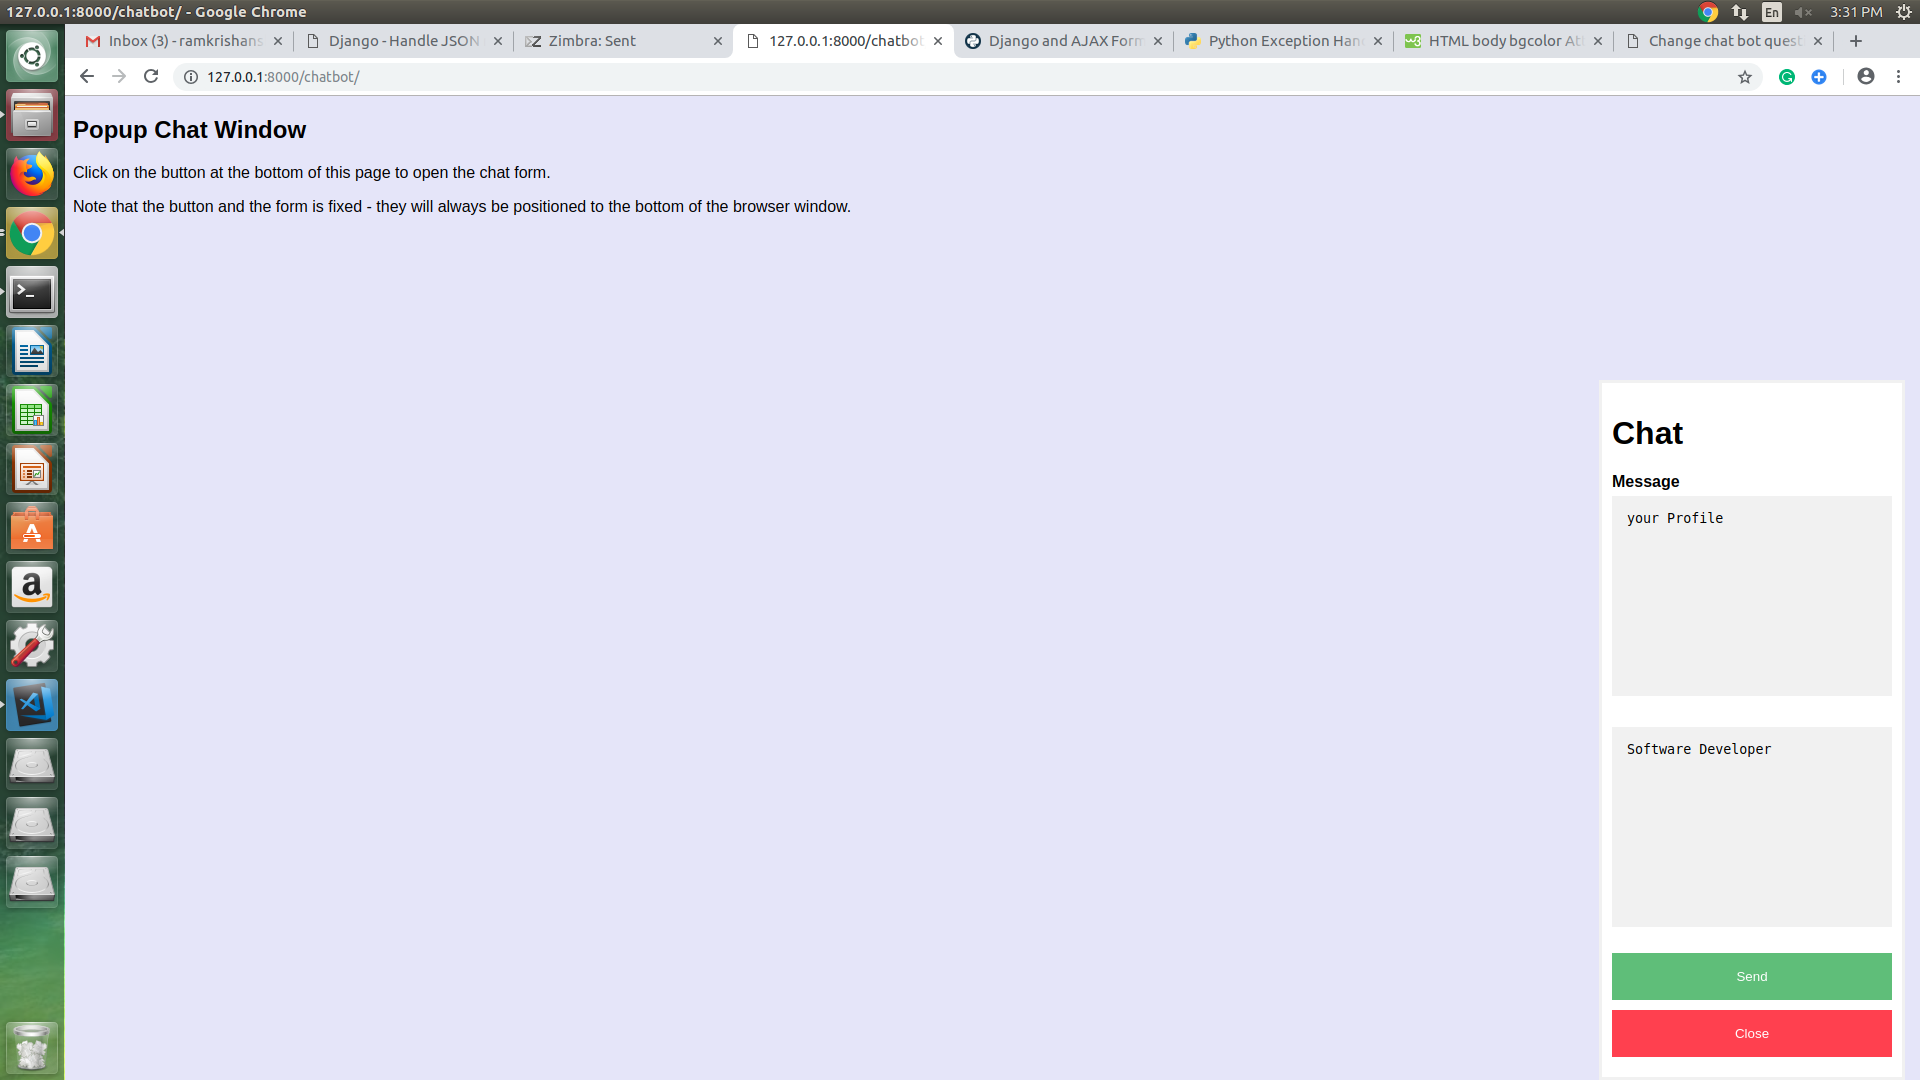 127.0.0.1:8000/chatbot/ - Google Chrome
En
3:31 PM
Inbox (3) - ramkrishans
Django - Handle JSON
Zimbra: Sent
127.0.0.1:8000/chatbot
Django and AJAX Form
Python Exception Han
HTML body bgcolor At
Change chat bot quest
127.0.0.1:8000/chatbot/
Popup Chat Window
Click on the button at the bottom of this page to open the chat form.
Note that the button and the form is fixed - they will always be positioned to the bottom of the browser window.
Chat
Message
your Profile
Software Developer
Send
Close